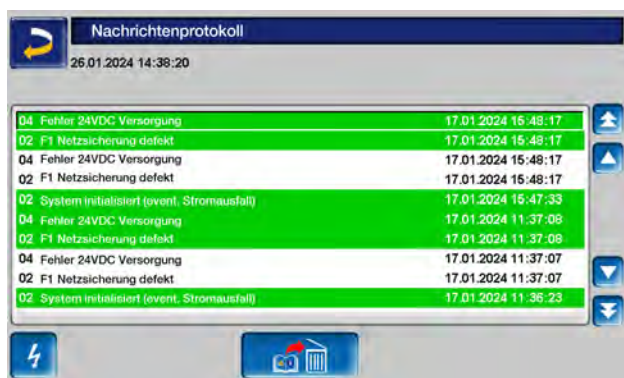 Nachrichtenprotokoll
26.01.2024 14:38:20
04 Fehler 24VDC Versorgung 17.01.2024 15:48:17
02 F1 Netzsicherung defekt 17.01.2024 15:48:17
04 Fehler 24VDC Versorgung 17.01.2024 15:48:17
02 F1 Netzsicherung defekt 17.01.2024 15:48:17
02 System initialisiert (event. Stromausfall) 17.01.2024 15:47:33
04 Fehler 24VDC Versorgung 17.01.2024 11:37:08
02 F1 Netzsicherung defekt 17.01.2024 11:37:08
04 Fehler 24VDC Versorgung 17.01.2024 11:37:07
02 F1 Netzsicherung defekt 17.01.2024 11:37:07
02 System initialisiert (event. Stromausfall) 17.01.2024 11:36:23